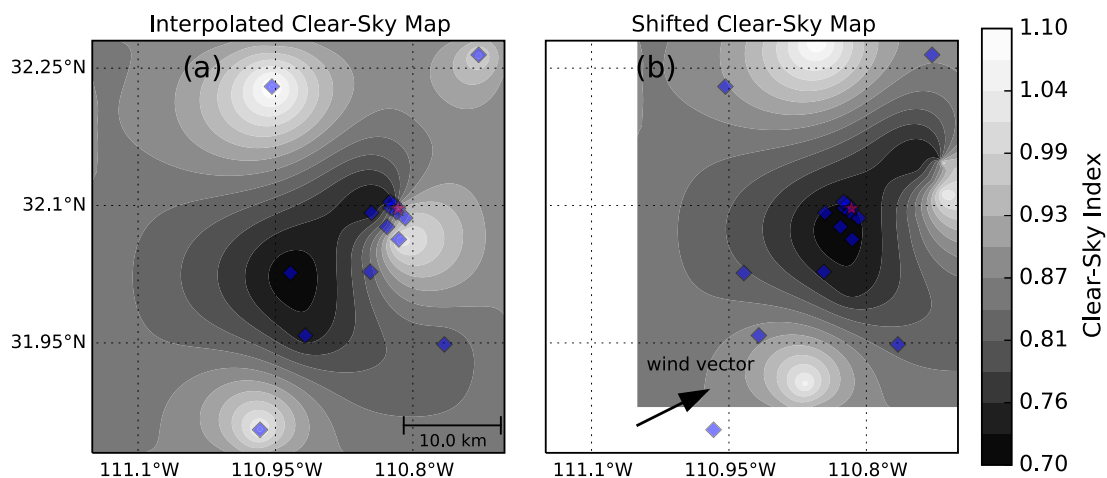 Interpolated Clear-Sky Map
Shifted Clear-Sky Map
(a)
(b)
32.25°N
32.1°N
31.95°N
10.0 km
wind vector
111.1°W
110.95°W
110.8°W
111.1°W
110.95°W
110.8°W
1.10
1.04
0.99
0.93
0.87
0.81
0.76
0.70
Clear-Sky Index